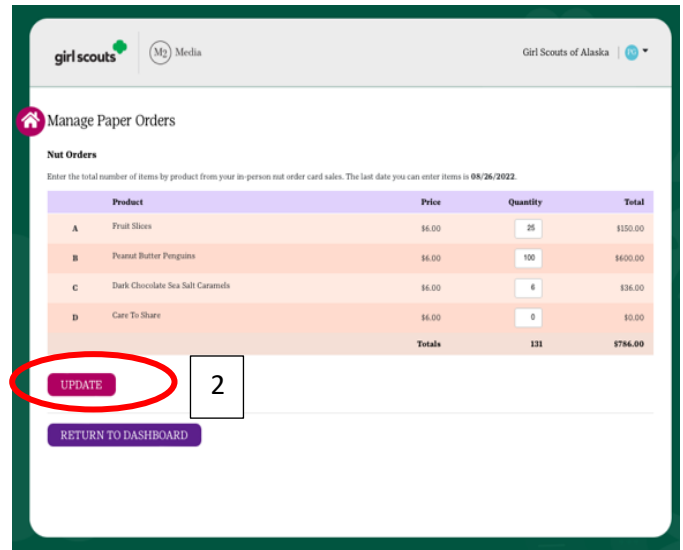 girl scouts M2 Media Girl Scouts of Alaska PG
Manage Paper Orders
Nut Orders
Enter the total number of items by product from your in-person nut order card sales. The last date you can enter items is 08/26/2022.
Product Price Quantity Total
A Fruit Slices $6.00 25 $150.00
B Peanut Butter Penguins $6.00 100 $600.00
C Dark Chocolate Sea Salt Caramels $6.00 6 $36.00
D Care To Share $6.00 0 $0.00
Totals 131 $786.00
UPDATE 2
RETURN TO DASHBOARD